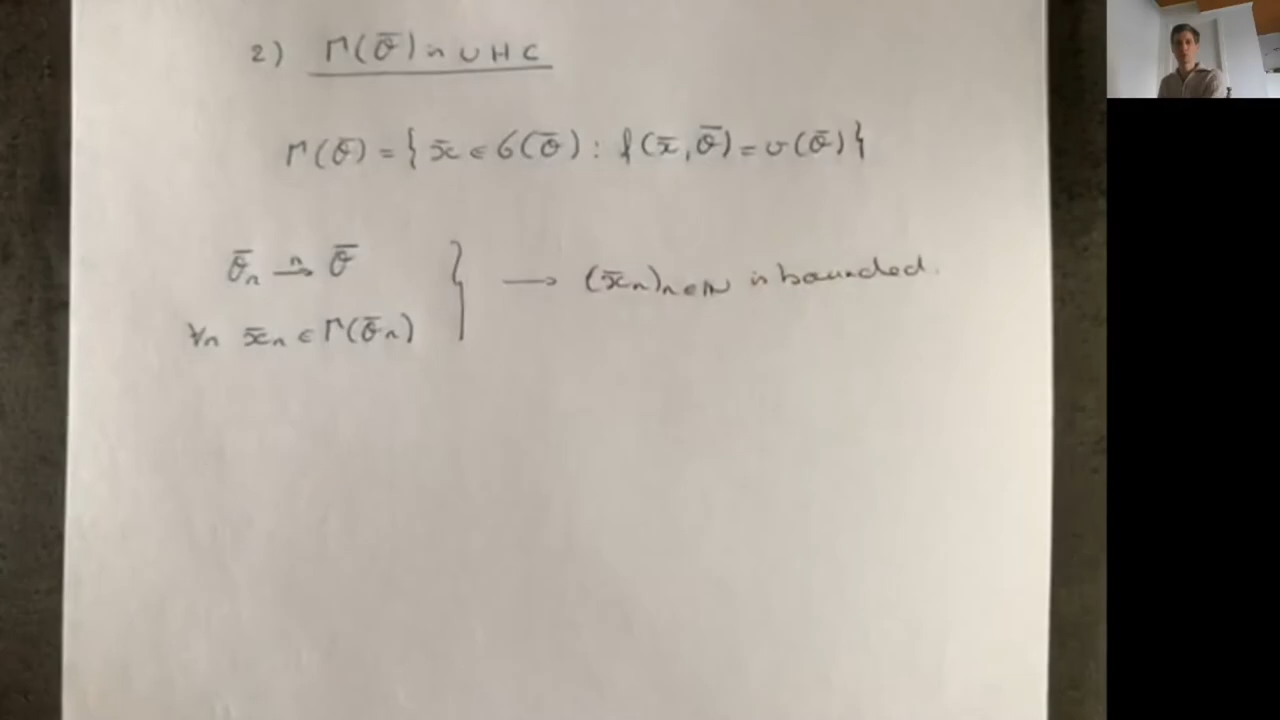 2) Γ(θ̄) is UHC
Γ(θ̄) = { x̄ ∈ G(θ̄) : f(x̄, θ̄) = v(θ̄) }
θ̄ₙ →ⁿ θ̄
∀n x̄ₙ ∈ Γ(θ̄ₙ) } → (x̄ₙ)ₙ∈ℕ is bounded.